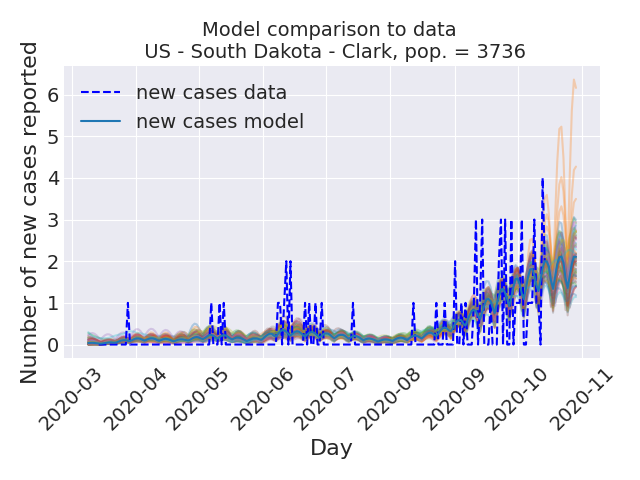 Model comparison to data
US - South Dakota - Clark, pop. = 3736
Number of new cases reported
6
5
4
3
2
1
0
new cases data
new cases model
2020-03
2020-04
2020-05
2020-06
2020-07
2020-08
2020-09
2020-10
2020-11
Day